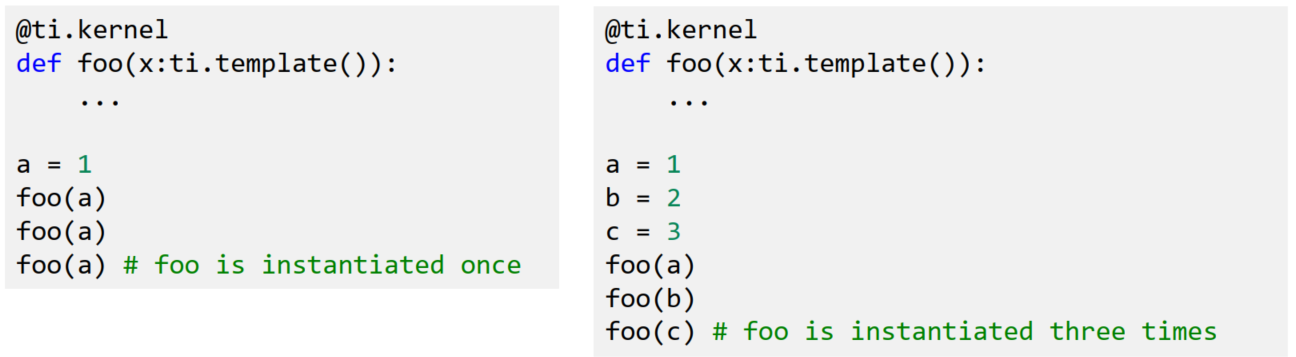 @ti.kernel
def foo(x:ti.template()):
    ...
a = 1
foo(a)
foo(a)
foo(a) # foo is instantiated once
@ti.kernel
def foo(x:ti.template()):
    ...
a = 1
b = 2
c = 3
foo(a)
foo(b)
foo(c) # foo is instantiated three times